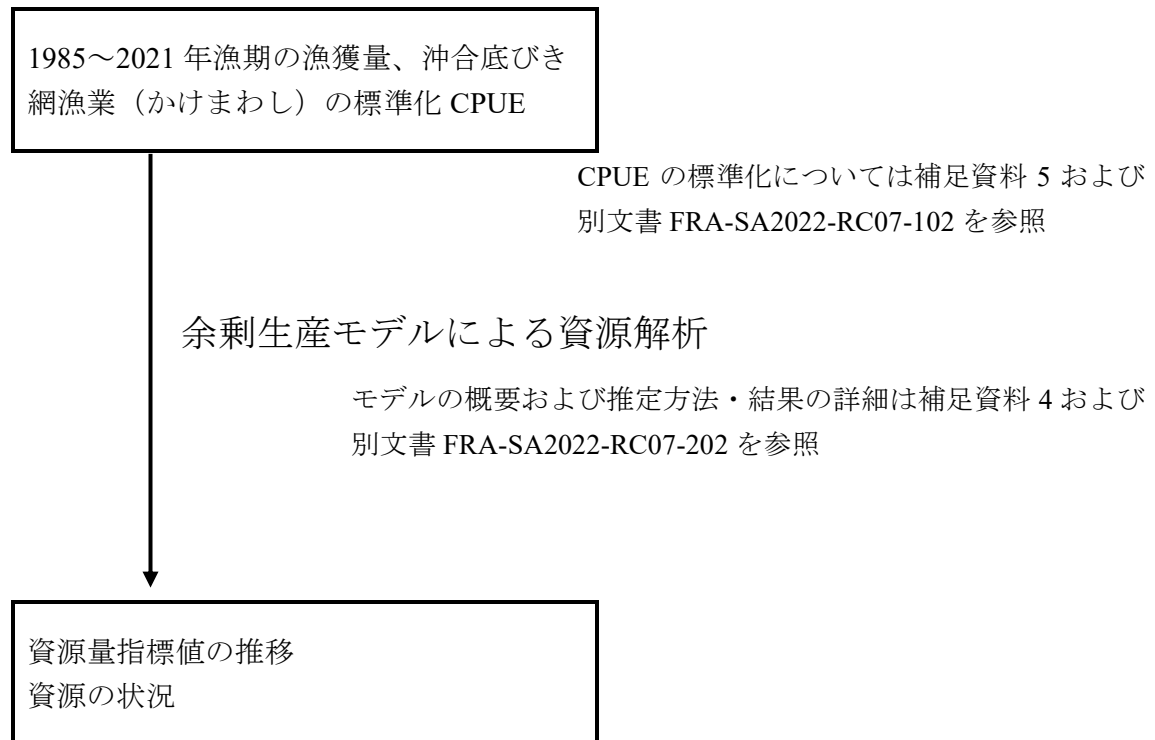 1985～2021 年漁期の漁獲量、沖合底びき
網漁業（かけまわし）の標準化 CPUE
CPUE の標準化については補足資料 5 および
別文書 FRA-SA2022-RC07-102 を参照
余剰生産モデルによる資源解析
モデルの概要および推定方法・結果の詳細は補足資料 4 および
別文書 FRA-SA2022-RC07-202 を参照
資源量指標値の推移
資源の状況